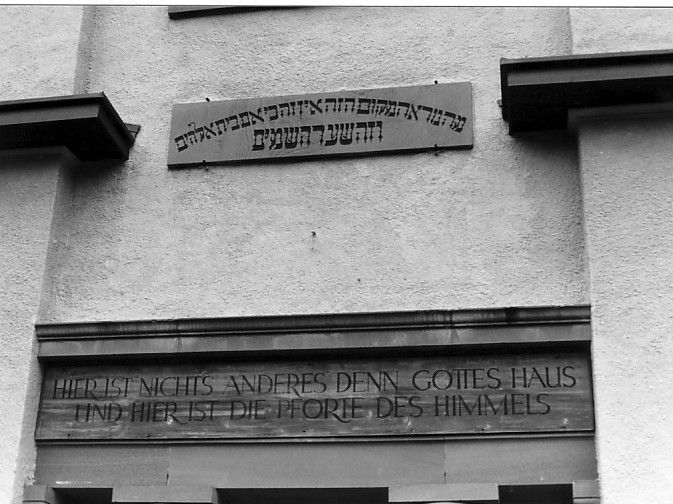 מה נורא המקום הזה אין זה כי אם בית אלהים
וזה שער השמים
HIER IST NICHTS ANDERES DENN GOTTES HAUS
UND HIER IST DIE PFORTE DES HIMMELS